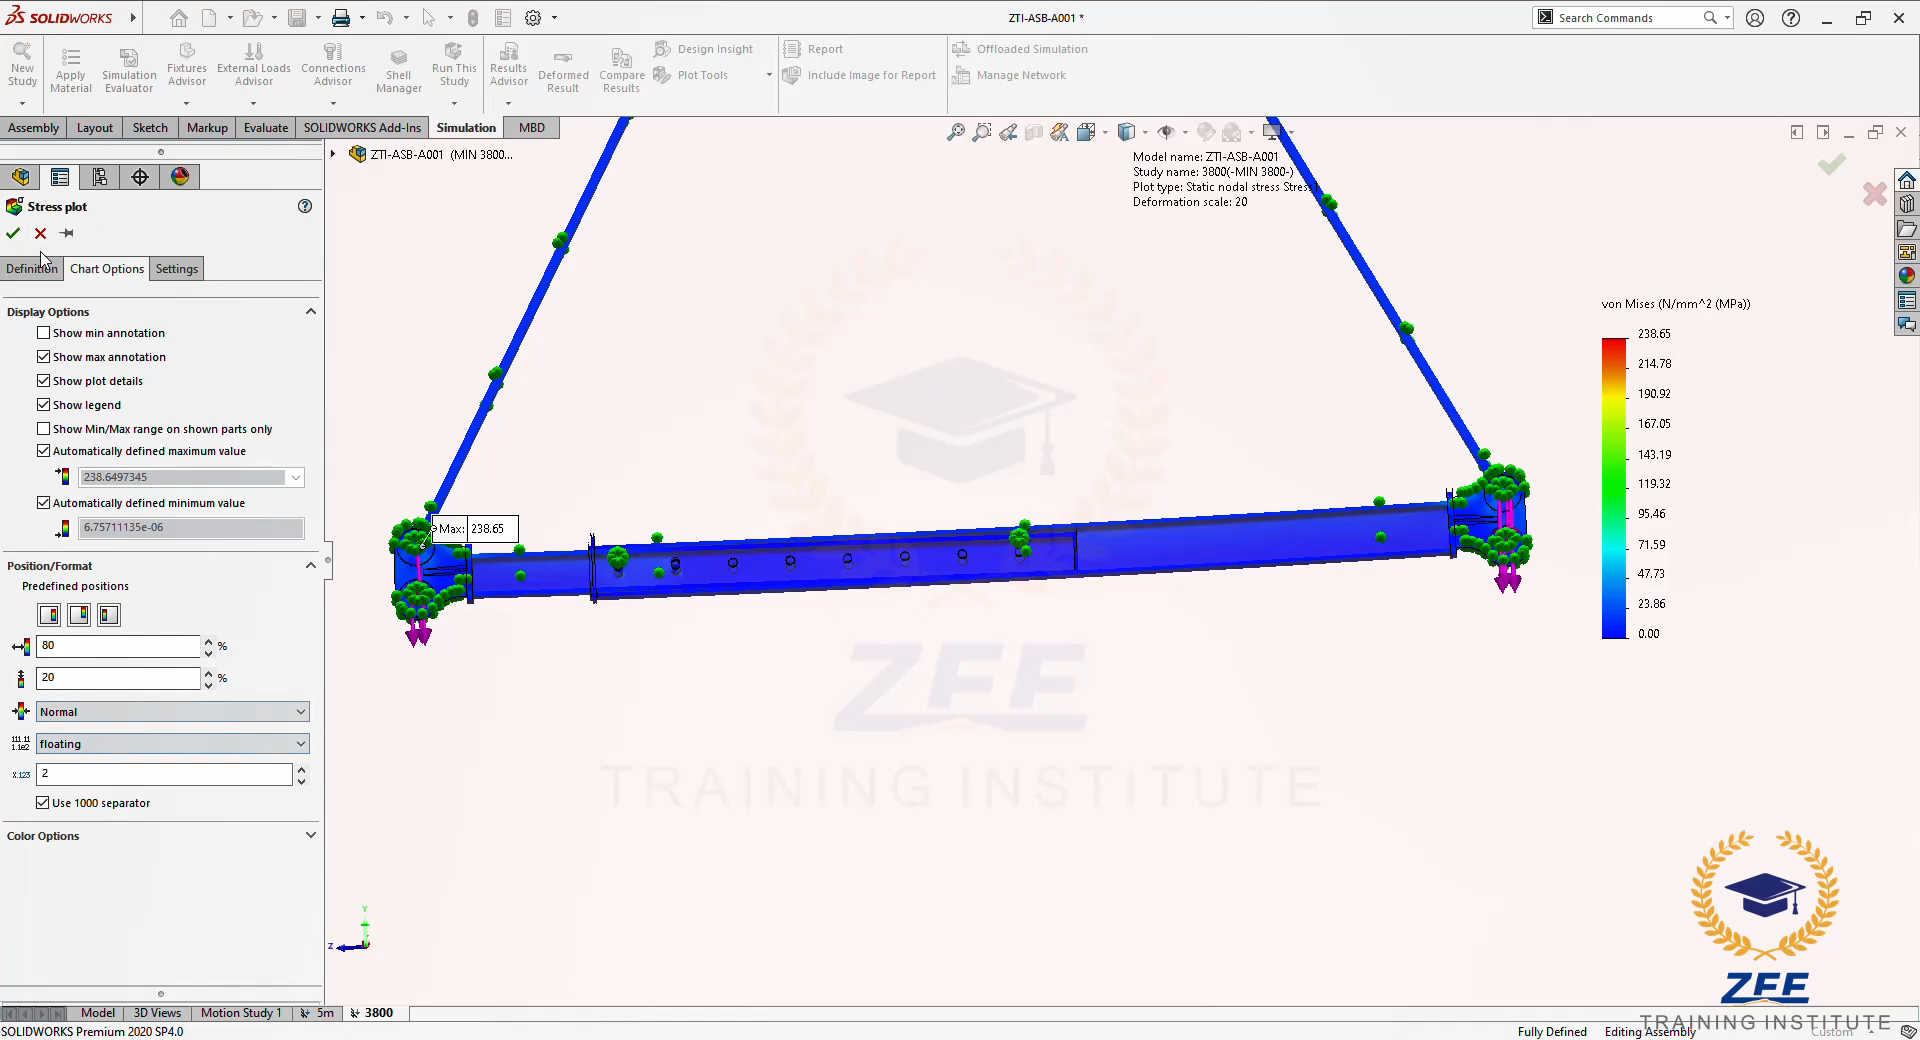 SOLIDWORKS
ZTI-ASB-A001 *
Search Commands
New Study
Apply Material
Simulation Evaluator
Fixtures Advisor
External Loads Advisor
Connections Advisor
Shell Manager
Run This Study
Results Advisor
Deformed Result
Compare Results
Design Insight
Plot Tools
Report
Include Image for Report
Offloaded Simulation
Manage Network
Assembly
Layout
Sketch
Markup
Evaluate
SOLIDWORKS Add-Ins
Simulation
MBD
ZTI-ASB-A001 (MIN 3800...
Model name: ZTI-ASB-A001
Study name: 3800(-MIN 3800-)
Plot type: Static nodal stress Stress1
Deformation scale: 20
Stress plot
Definition
Chart Options
Settings
Display Options
Show min annotation
Show max annotation
Show plot details
Show legend
Show Min/Max range on shown parts only
Automatically defined maximum value
238.6497345
Automatically defined minimum value
6.75711135e-06
Position/Format
Predefined positions
80 %
20 %
Normal
111.11
1.1e2
floating
x.123
2
Use 1000 separator
Color Options
Max: 238.65
von Mises (N/mm^2 (MPa))
238.65
214.78
190.92
167.05
143.19
119.32
95.46
71.59
47.73
23.86
0.00
ZFE
TRAINING INSTITUTE
Y
Z
ZFE
TRAINING INSTITUTE
Model
3D Views
Motion Study 1
5m
3800
SOLIDWORKS Premium 2020 SP4.0
Fully Defined
Editing Assembly
Custom